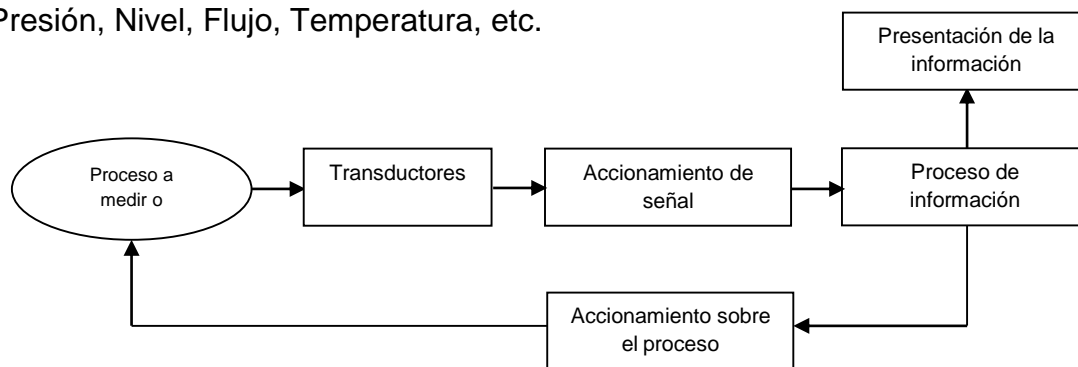 Presión, Nivel, Flujo, Temperatura, etc.
Presentación de la
información
Proceso a
medir o
Transductores
Accionamiento de
señal
Proceso de
información
Accionamiento sobre
el proceso